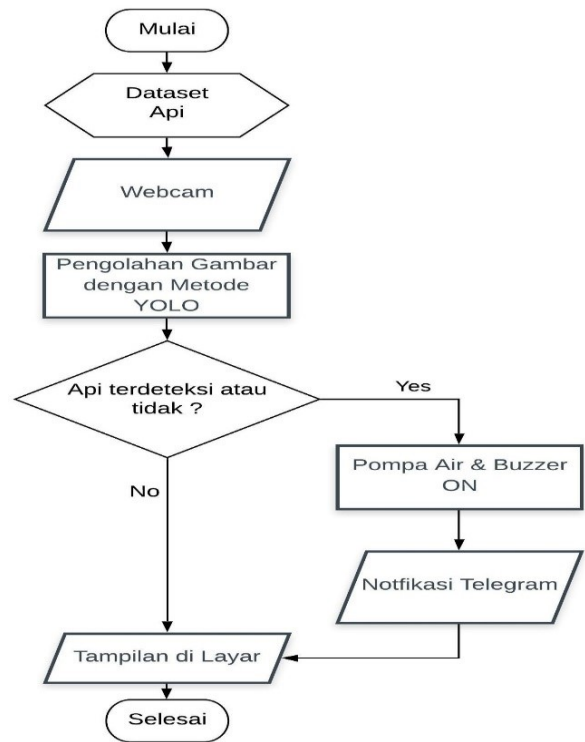 Mulai
Dataset
Api
Webcam
Pengolahan Gambar
dengan Metode
YOLO
Api terdeteksi atau
tidak ?
Yes
Pompa Air & Buzzer
ON
No
Notfikasi Telegram
Tampilan di Layar
Selesai